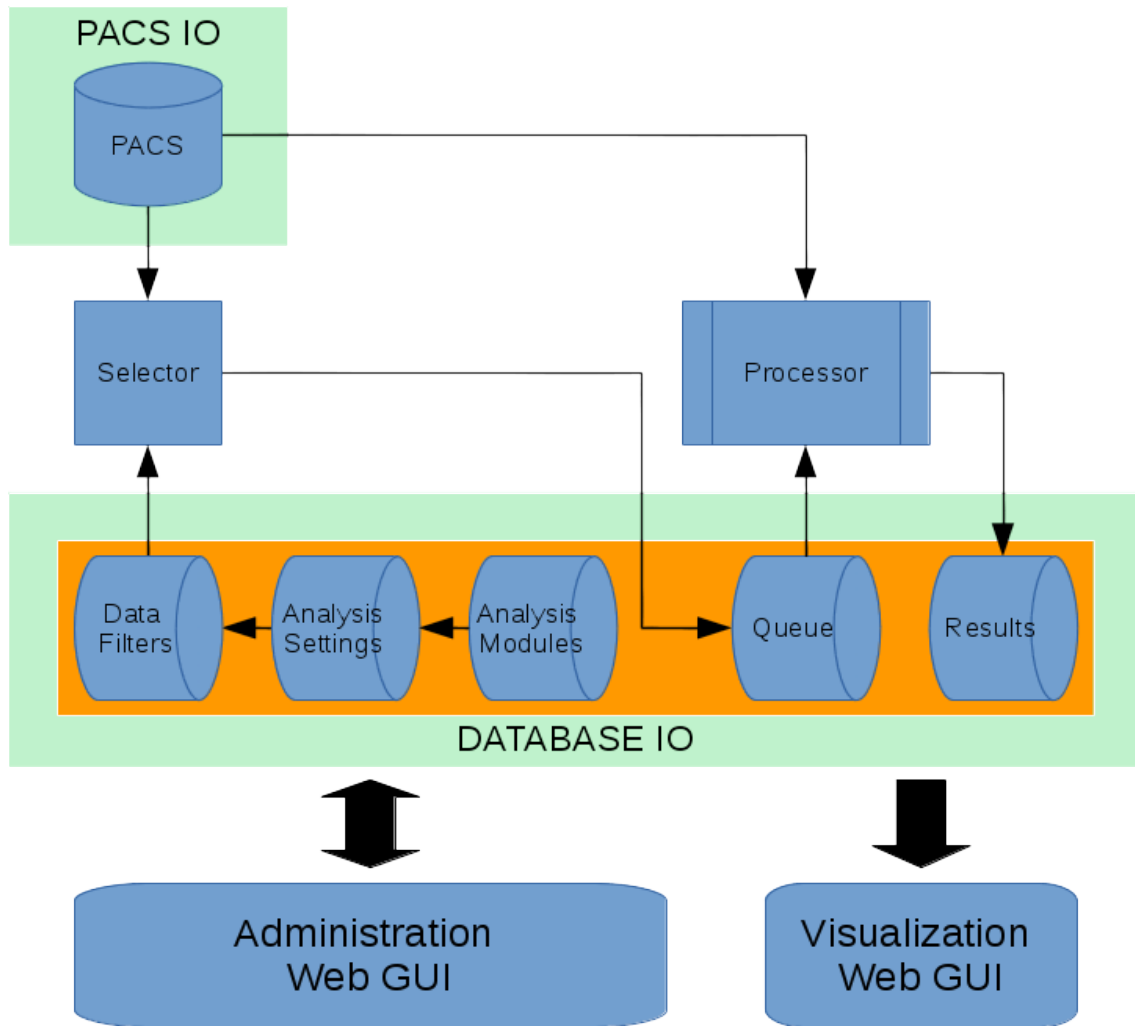 PACS IO
PACS
Selector
Processor
Data
Filters
Analysis
Settings
Analysis
Modules
Queue
Results
DATABASE IO
Administration
Web GUI
Visualization
Web GUI